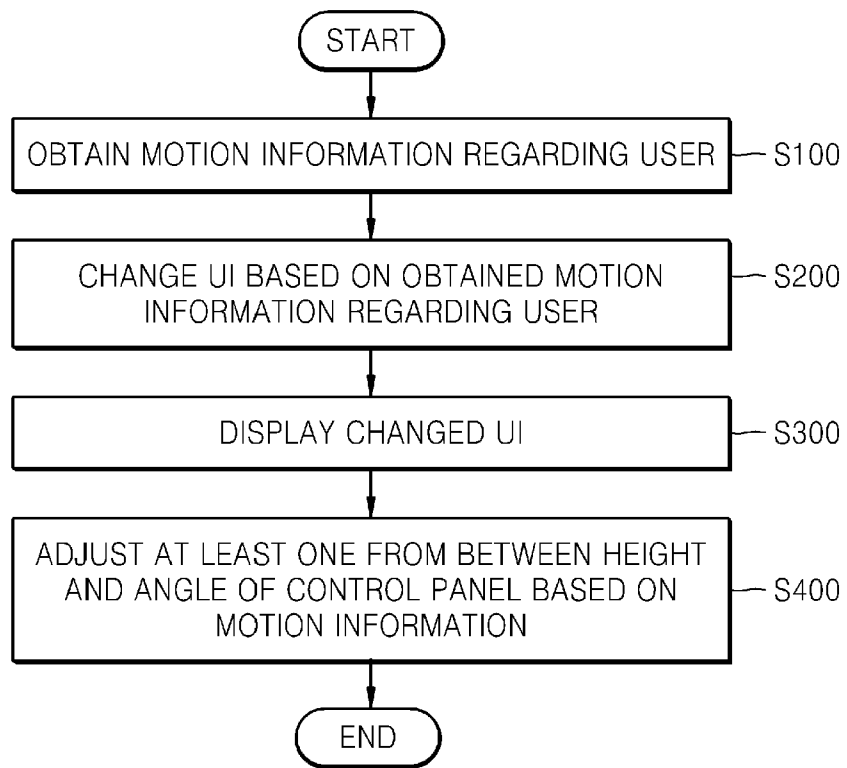 START
OBTAIN MOTION INFORMATION REGARDING USER
S100
CHANGE UI BASED ON OBTAINED MOTION
INFORMATION REGARDING USER
S200
DISPLAY CHANGED UI
S300
ADJUST AT LEAST ONE FROM BETWEEN HEIGHT
AND ANGLE OF CONTROL PANEL BASED ON
MOTION INFORMATION
S400
END